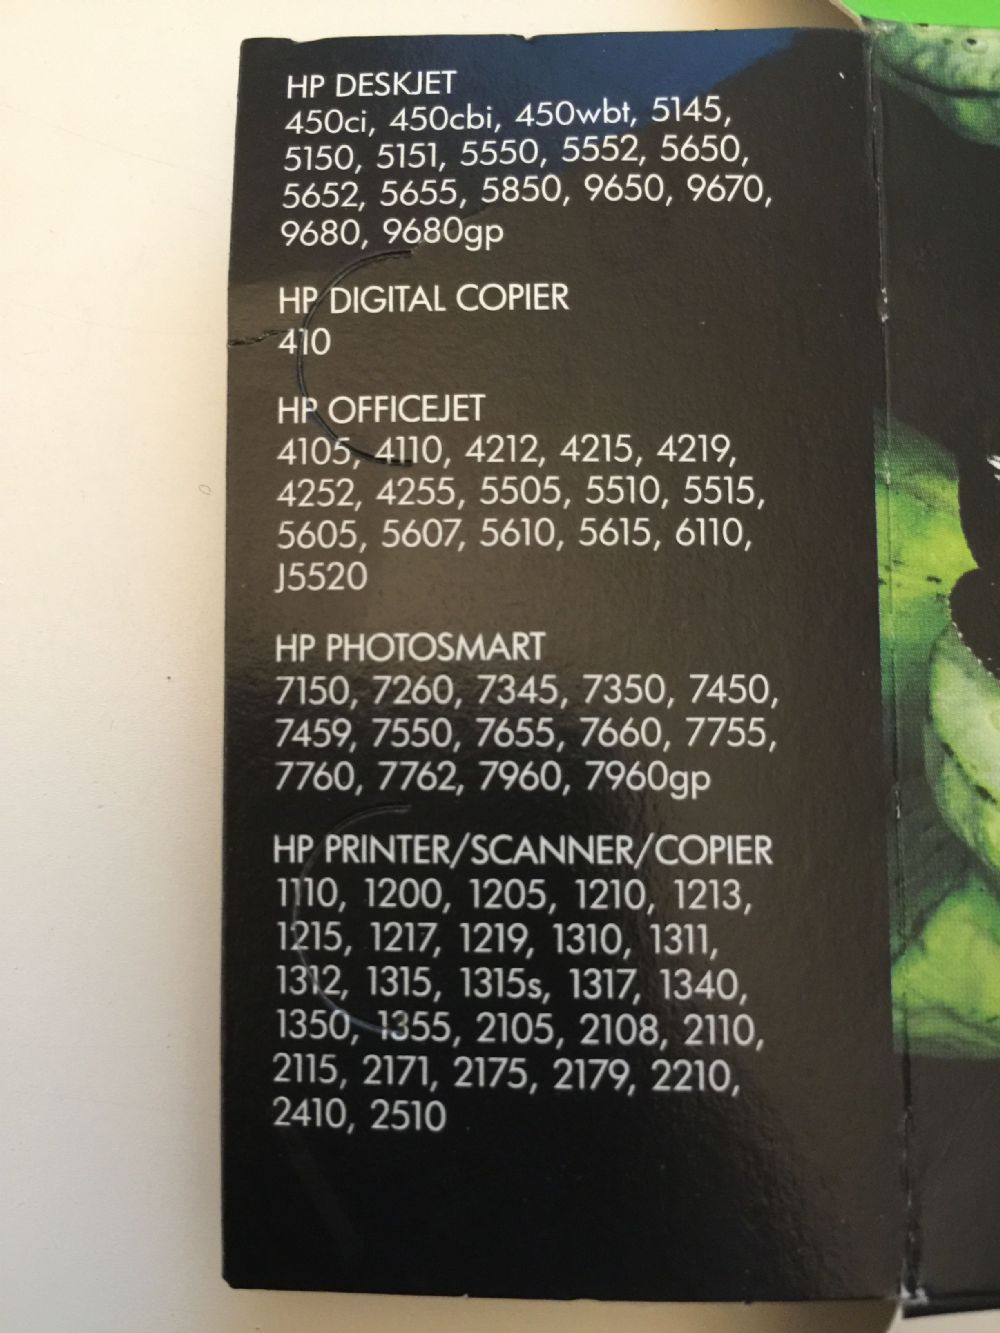 HP DESKJET
450ci, 450cbi, 450wbt, 5145,
5150, 5151, 5550, 5552, 5650,
5652, 5655, 5850, 9650, 9670,
9680, 9680gp
HP DIGITAL COPIER
410
HP OFFICEJET
4105, 4110, 4212, 4215, 4219,
4252, 4255, 5505, 5510, 5515,
5605, 5607, 5610, 5615, 6110,
J5520
HP PHOTOSMART
7150, 7260, 7345, 7350, 7450,
7459, 7550, 7655, 7660, 7755,
7760, 7762, 7960, 7960gp
HP PRINTER/SCANNER/COPIER
1110, 1200, 1205, 1210, 1213,
1215, 1217, 1219, 1310, 1311,
1312, 1315, 1315s, 1317, 1340,
1350, 1355, 2105, 2108, 2110,
2115, 2171, 2175, 2179, 2210,
2410, 2510